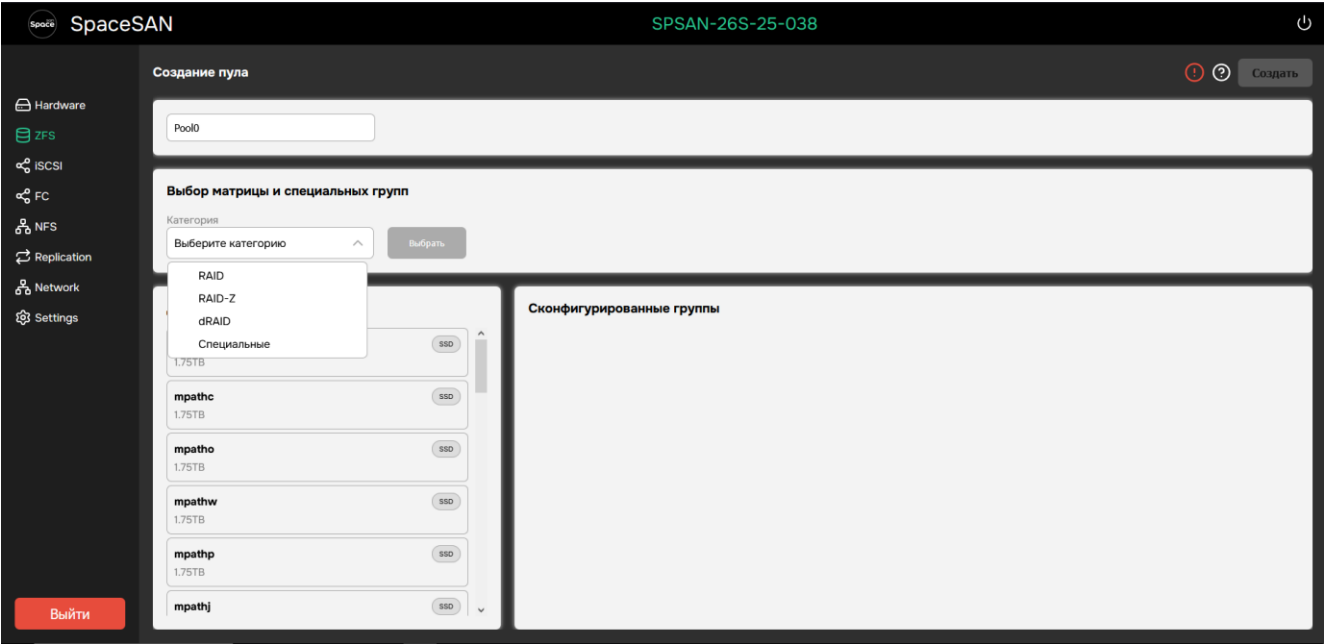 Space SpaceSAN SPSAN-26S-25-038
Создание пула Создать
Hardware
ZFS
iSCSI
FC
NFS
Replication
Network
Settings
Выйти
Pool0
Выбор матрицы и специальных групп
Категория
Выберите категорию Выбрать
RAID
RAID-Z
dRAID
Специальные
SSD
1.75TB
mpathc SSD
1.75TB
mpatho SSD
1.75TB
mpathw SSD
1.75TB
mpathp SSD
1.75TB
mpathj SSD
Сконфигурированные группы